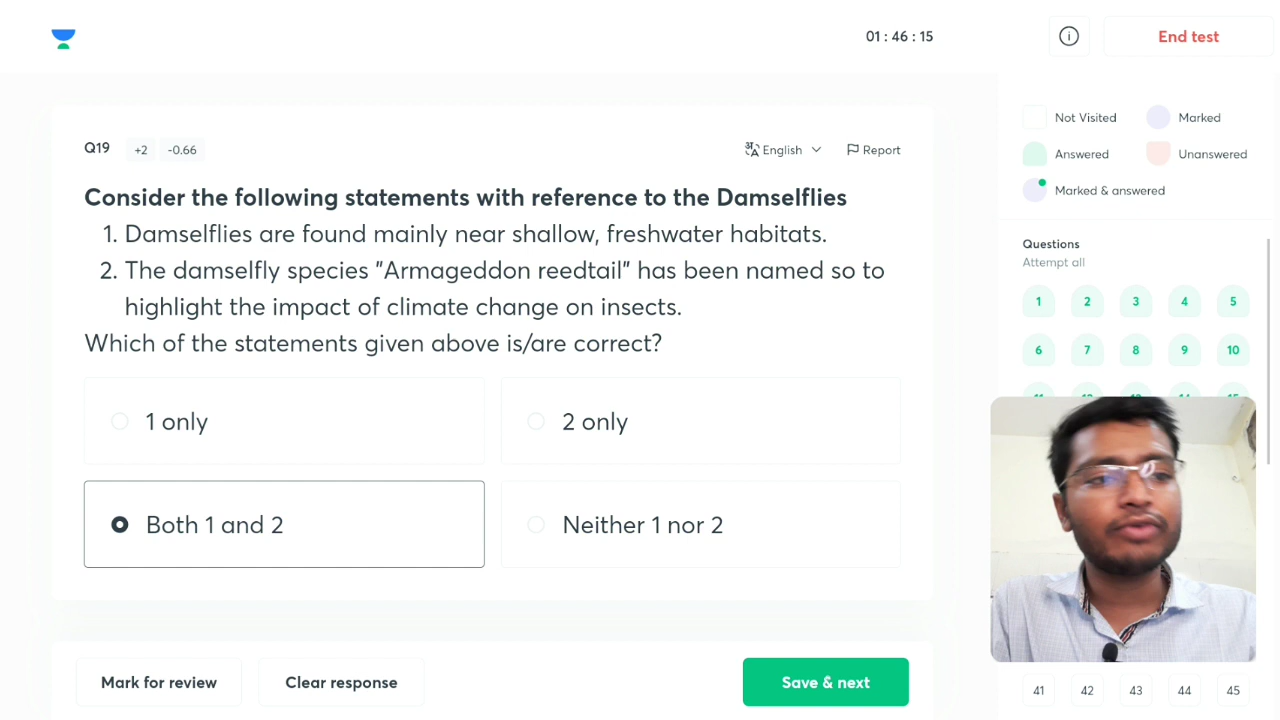 01 : 46 : 15
End test
Q19
+2
-0.66
English
Report
Consider the following statements with reference to the Damselflies
1. Damselflies are found mainly near shallow, freshwater habitats.
2. The damselfly species "Armageddon reedtail" has been named so to
highlight the impact of climate change on insects.
Which of the statements given above is/are correct?
1 only
2 only
Both 1 and 2
Neither 1 nor 2
Mark for review
Clear response
Save & next
Not Visited
Marked
Answered
Unanswered
Marked & answered
Questions
Attempt all
1 2 3 4 5
6 7 8 9 10
41 42 43 44 45